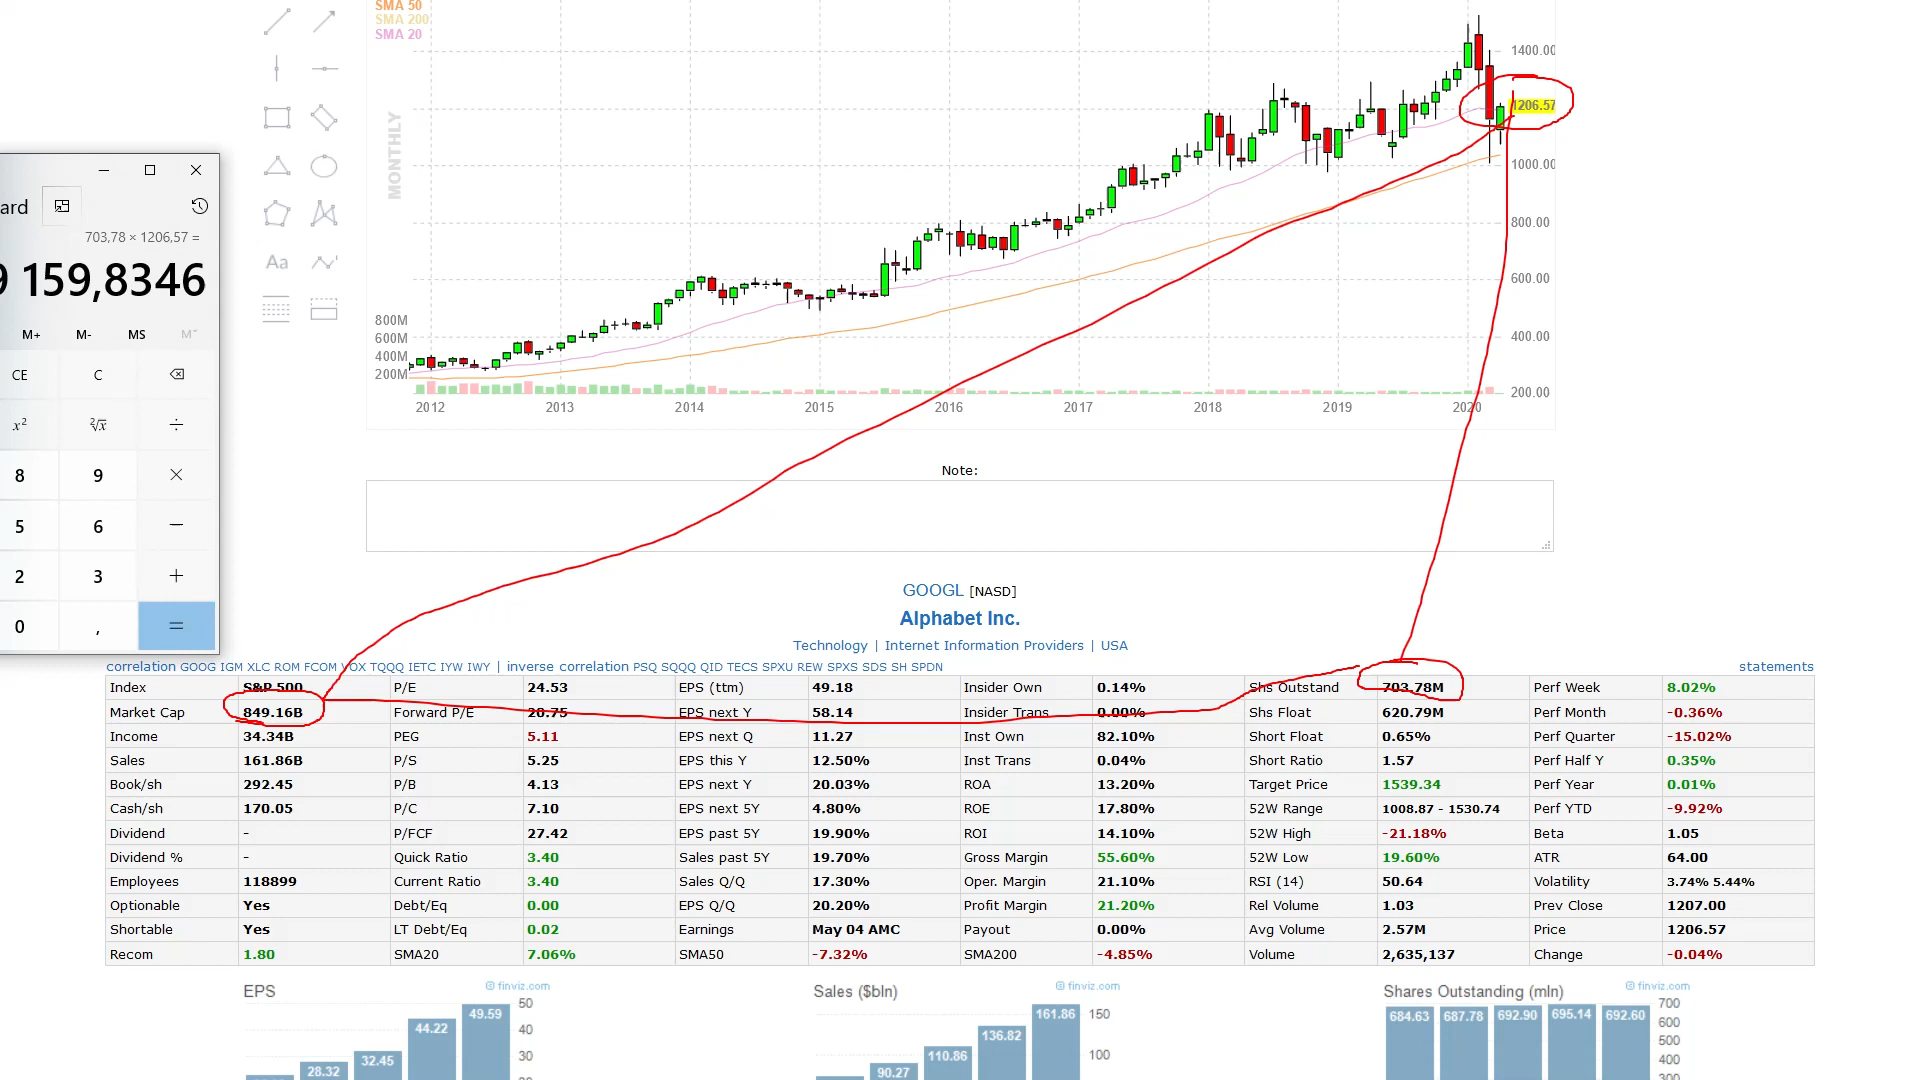 SMA 50
SMA 200
SMA 20
MONTHLY
1400.00
1206.57
1000.00
800.00
600.00
400.00
200.00
800M
600M
400M
200M
2012 2013 2014 2015 2016 2017 2018 2019 2020
ard
703,78 × 1206,57 =
9 159,8346
M+ M- MS M
CE C
x² ²√x ÷
8 9 ×
5 6 −
2 3 +
0 , =
Aa
Note:
GOOGL [NASD]
Alphabet Inc.
Technology | Internet Information Providers | USA
correlation GOOG IGM XLC ROM FCOM VOX TQQQ IETC IYW IWY | inverse correlation PSQ SQQQ QID TECS SPXU REW SPXS SDS SH SPDN statements
Index S&P 500 P/E 24.53 EPS (ttm) 49.18 Insider Own 0.14% Shs Outstand 703.78M Perf Week 8.02%
Market Cap 849.16B Forward P/E 20.75 EPS next Y 58.14 Insider Trans 0.00% Shs Float 620.79M Perf Month -0.36%
Income 34.34B PEG 5.11 EPS next Q 11.27 Inst Own 82.10% Short Float 0.65% Perf Quarter -15.02%
Sales 161.86B P/S 5.25 EPS this Y 12.50% Inst Trans 0.04% Short Ratio 1.57 Perf Half Y 0.35%
Book/sh 292.45 P/B 4.13 EPS next Y 20.03% ROA 13.20% Target Price 1539.34 Perf Year 0.01%
Cash/sh 170.05 P/C 7.10 EPS next 5Y 4.80% ROE 17.80% 52W Range 1008.87 - 1530.74 Perf YTD -9.92%
Dividend - P/FCF 27.42 EPS past 5Y 19.90% ROI 14.10% 52W High -21.18% Beta 1.05
Dividend % - Quick Ratio 3.40 Sales past 5Y 19.70% Gross Margin 55.60% 52W Low 19.60% ATR 64.00
Employees 118899 Current Ratio 3.40 Sales Q/Q 17.30% Oper. Margin 21.10% RSI (14) 50.64 Volatility 3.74% 5.44%
Optionable Yes Debt/Eq 0.00 EPS Q/Q 20.20% Profit Margin 21.20% Rel Volume 1.03 Prev Close 1207.00
Shortable Yes LT Debt/Eq 0.02 Earnings May 04 AMC Payout 0.00% Avg Volume 2.57M Price 1206.57
Recom 1.80 SMA20 7.06% SMA50 -7.32% SMA200 -4.85% Volume 2,635,137 Change -0.04%
EPS © finviz.com
50
40
30
28.32 32.45 44.22 49.59
Sales ($bln) © finviz.com
150
100
90.27 110.86 136.82 161.86
Shares Outstanding (mln) © finviz.com
700
600
500
400
300
684.63 687.78 692.90 695.14 692.60